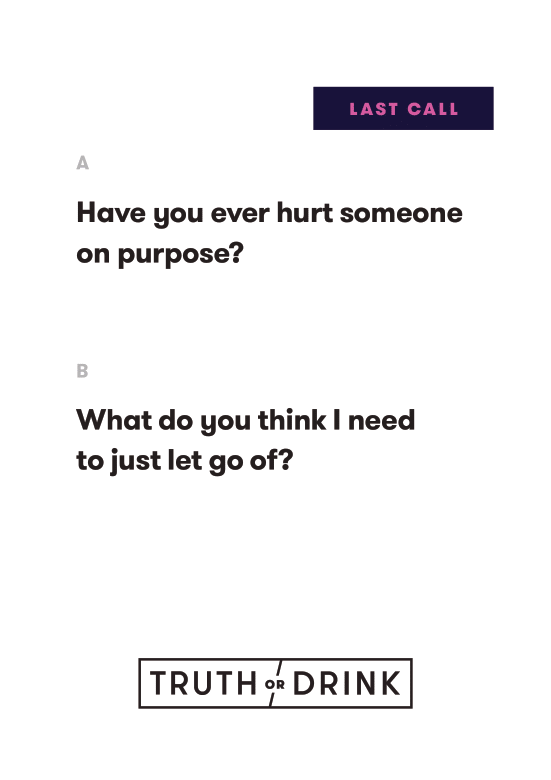 LAST CALL
A
Have you ever hurt someone
on purpose?
B
What do you think I need
to just let go of?
TRUTH OR DRINK